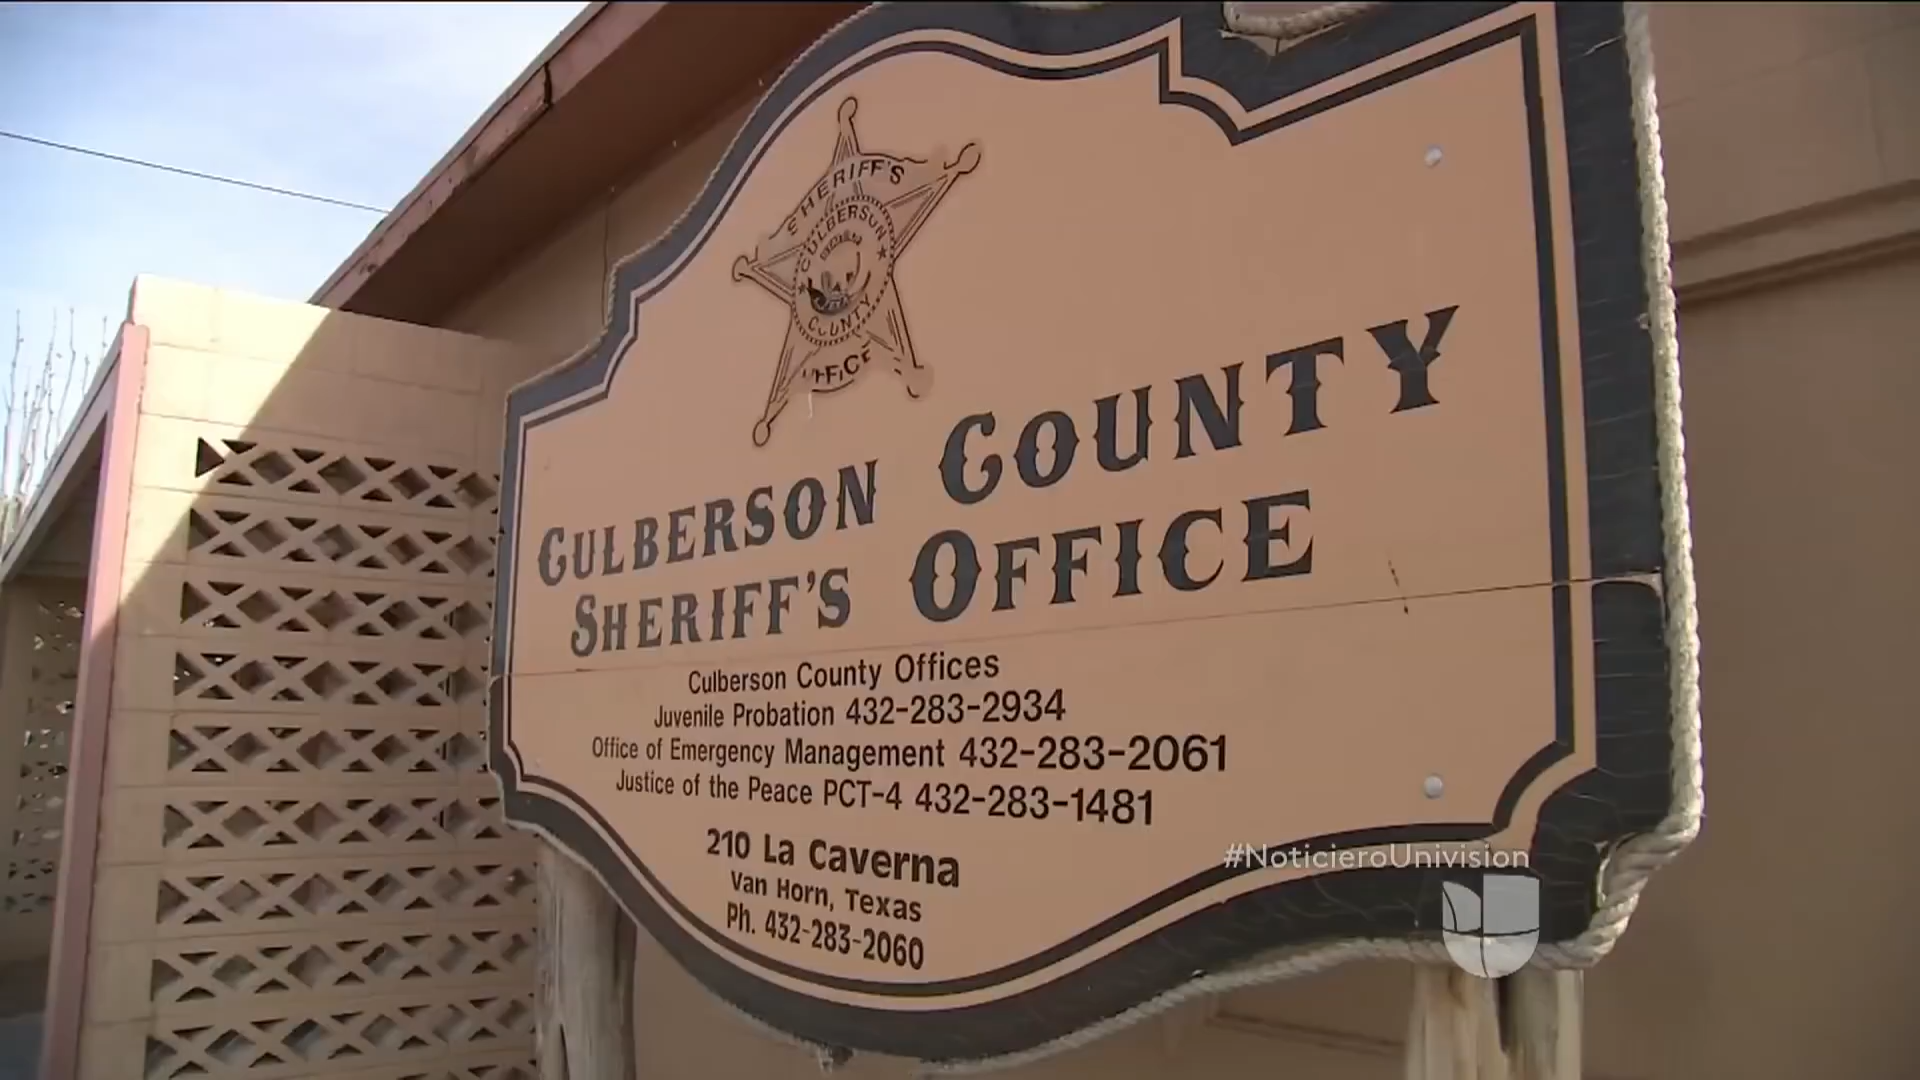 SHERIFF'S
CULBERSON
COUNTY
OFFICE
CULBERSON COUNTY
SHERIFF'S OFFICE
Culberson County Offices
Juvenile Probation 432-283-2934
Office of Emergency Management 432-283-2061
Justice of the Peace PCT-4 432-283-1481
210 La Caverna
Van Horn, Texas
Ph. 432-283-2060
#NoticieroUnivision